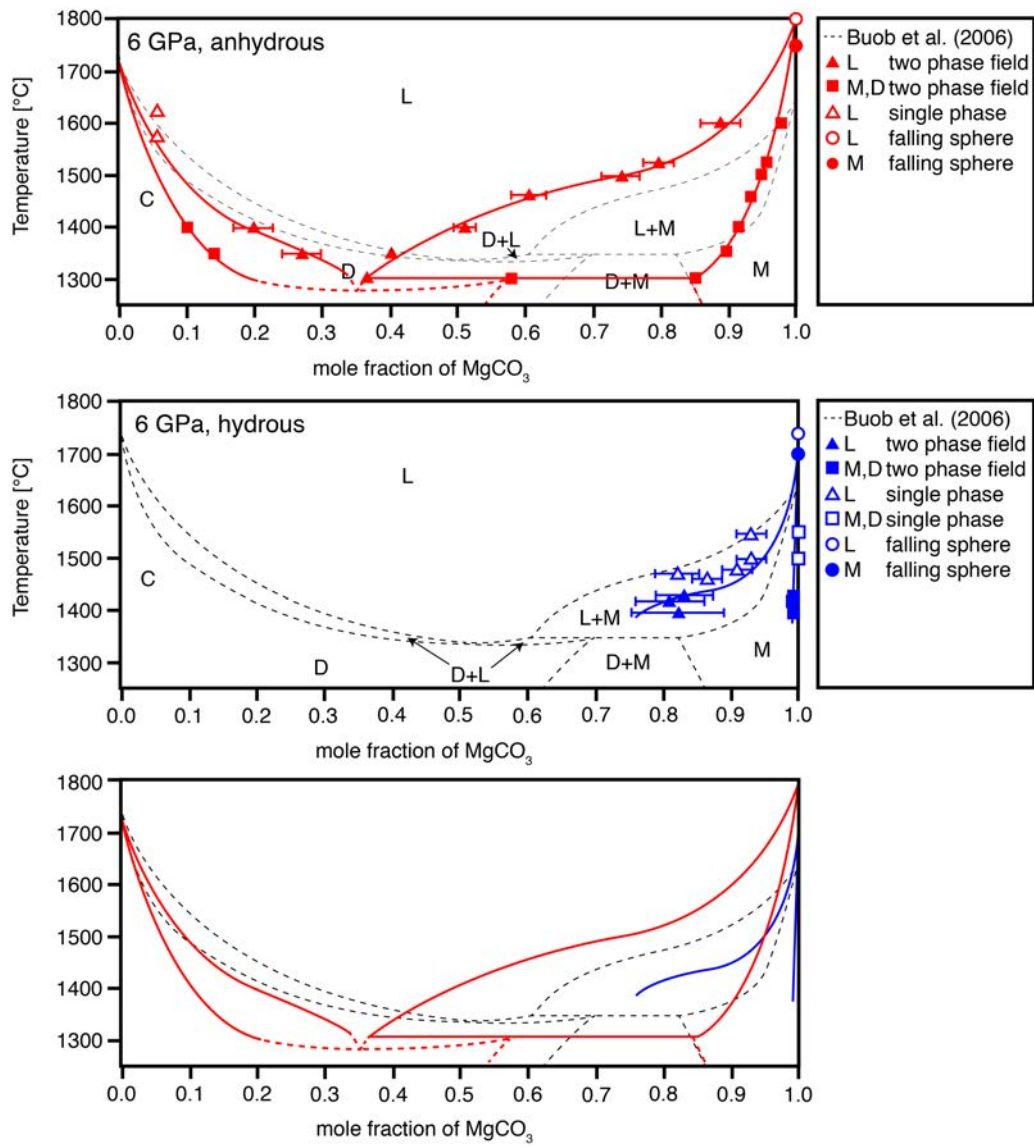 1800
6 GPa, anhydrous
1700
1600
1500
1400
1300
Temperature [°C]
L
C
D+L
L+M
D
D+M
M
0.0 0.1 0.2 0.3 0.4 0.5 0.6 0.7 0.8 0.9 1.0
mole fraction of MgCO3
Buob et al. (2006)
L two phase field
M,D two phase field
L single phase
L falling sphere
M falling sphere
1800
6 GPa, hydrous
1700
1600
1500
1400
1300
Temperature [°C]
L
C
L+M
M
D
D+L
D+M
0.0 0.1 0.2 0.3 0.4 0.5 0.6 0.7 0.8 0.9 1.0
mole fraction of MgCO3
Buob et al. (2006)
L two phase field
M,D two phase field
L single phase
M,D single phase
L falling sphere
M falling sphere
1800
1700
1600
1500
1400
1300
Temperature [°C]
0.0 0.1 0.2 0.3 0.4 0.5 0.6 0.7 0.8 0.9 1.0
mole fraction of MgCO3